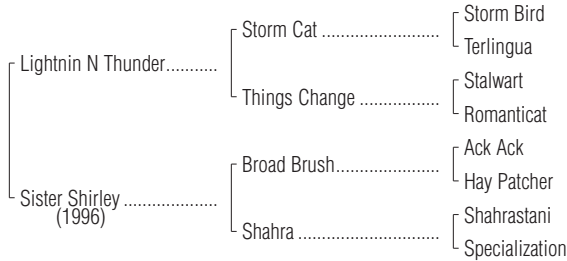 Storm Bird
Storm Cat ..........................
Terlingua
Lightnin N Thunder...........
Stalwart
Things Change ..................
Romanticat
Ack Ack
Broad Brush.......................
Hay Patcher
Sister Shirley ....................
(1996)
Shahrastani
Shahra ...............................
Specialization